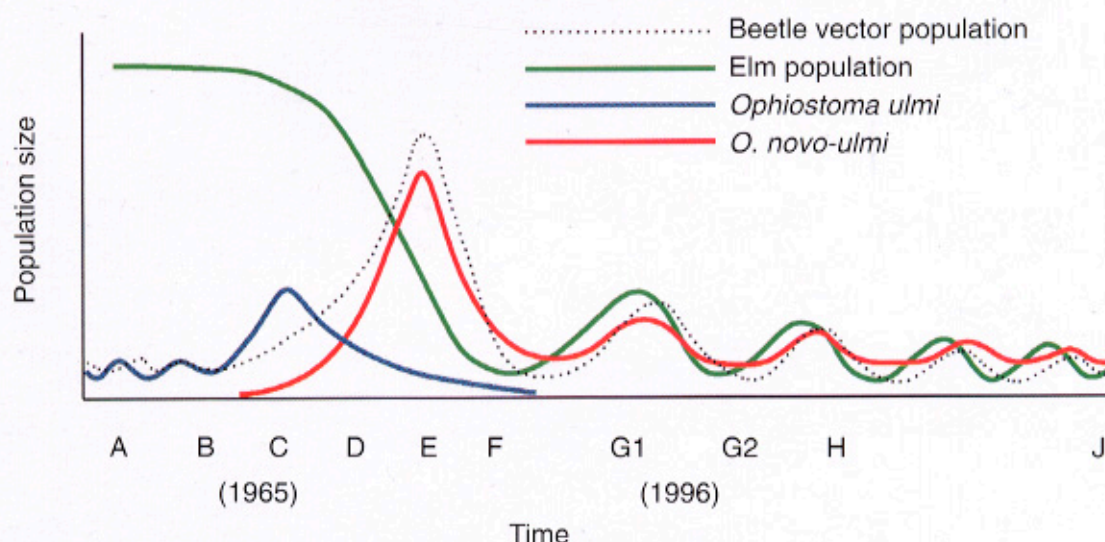 Beetle vector population
Elm population
Ophiostoma ulmi
O. novo-ulmi
Population size
A B C D E F G1 G2 H J
(1965) (1996)
Time